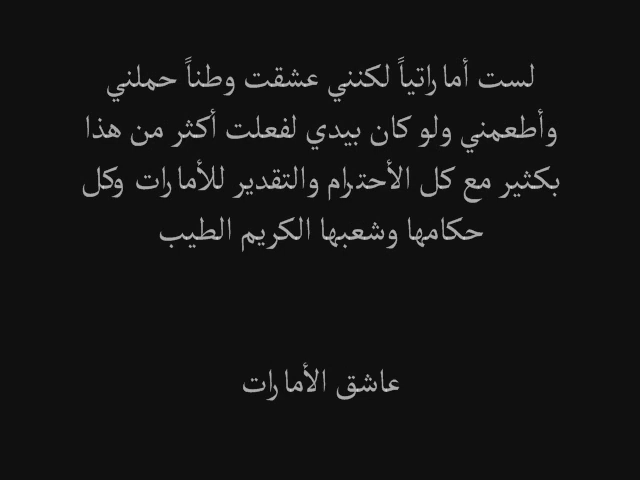 لست أماراتياً لكنني عشقت وطناً حملني
وأطعمني ولو كان بيدي لفعلت أكثر من هذا
بكثير مع كل الأحترام والتقدير للأمارات وكل
حكامها وشعبها الكريم الطيب
عاشق الأمارات